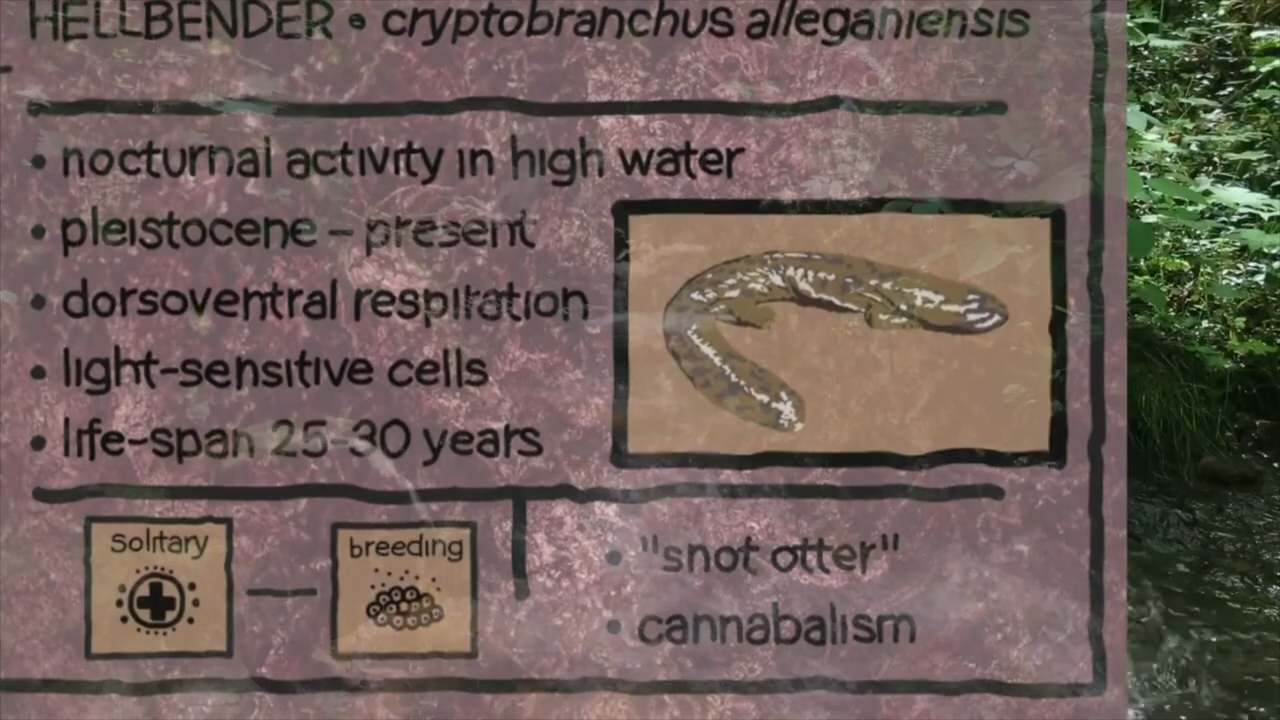 HELLBENDER • cryptobranchus alleganiensis
• nocturnal activity in high water
• pleistocene – present
• dorsoventral respiration
• light-sensitive cells
• life-span 25-30 years
solitary
breeding
• "snot otter"
• cannabalism